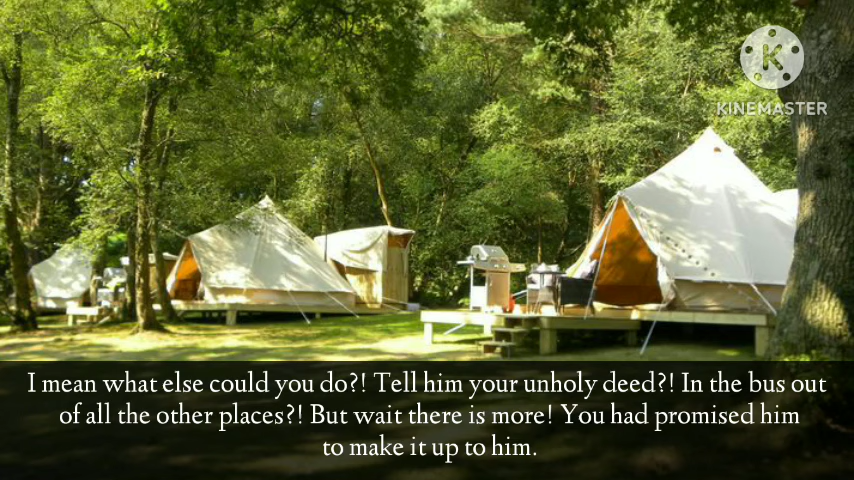 K
KINEMASTER
I mean what else could you do?! Tell him your unholy deed?! In the bus out
of all the other places?! But wait there is more! You had promised him
to make it up to him.